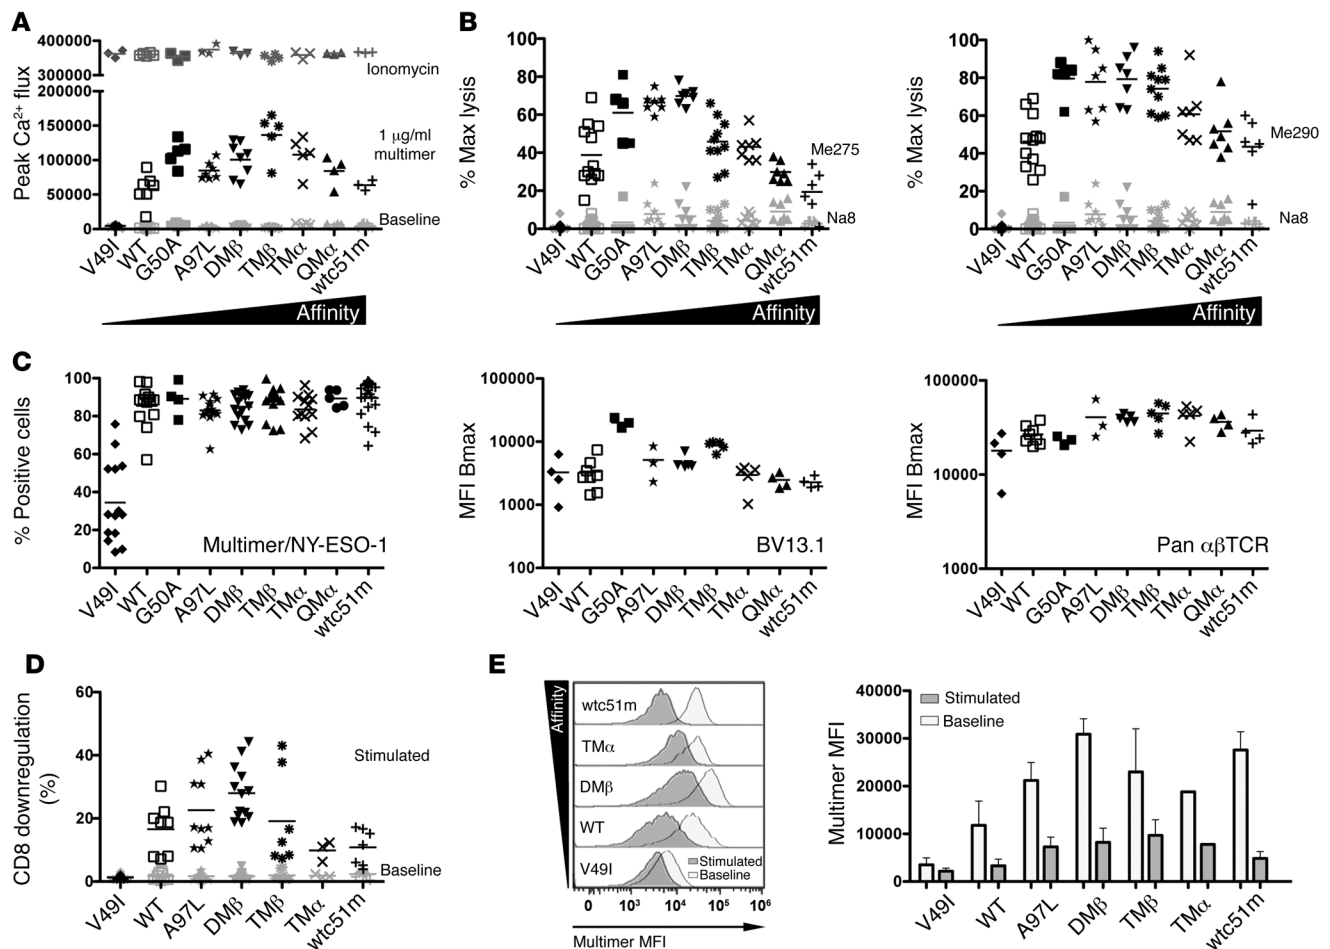 A
Peak Ca²⁺ flux
400000
300000
200000
150000
100000
50000
0
Ionomycin
1 μg/ml
multimer
Baseline
V49I
WT
G50A
A97L
DMβ
TMβ
TMα
QMα
wtc51m
Affinity
B
% Max lysis
100
80
60
40
20
0
Me275
Na8
V49I
WT
G50A
A97L
DMβ
TMβ
TMα
QMα
wtc51m
Affinity
% Max lysis
100
80
60
40
20
0
Me290
Na8
V49I
WT
G50A
A97L
DMβ
TMβ
TMα
QMα
wtc51m
Affinity
C
% Positive cells
100
80
60
40
20
0
Multimer/NY-ESO-1
V49I
WT
G50A
A97L
DMβ
TMβ
TMα
QMα
wtc51m
MFI Bmax
100000
10000
1000
100
BV13.1
V49I
WT
G50A
A97L
DMβ
TMβ
TMα
QMα
wtc51m
MFI Bmax
100000
10000
1000
Pan αβTCR
V49I
WT
G50A
A97L
DMβ
TMβ
TMα
QMα
wtc51m
D
CD8 downregulation
(%)
60
40
20
0
Stimulated
Baseline
V49I
WT
A97L
DMβ
TMβ
TMα
wtc51m
E
Affinity
wtc51m
TMα
DMβ
WT
V49I
Stimulated
Baseline
0 10³ 10⁴ 10⁵ 10⁶
Multimer MFI
Multimer MFI
40000
30000
20000
10000
0
Stimulated
Baseline
V49I
WT
A97L
DMβ
TMβ
TMα
wtc51m